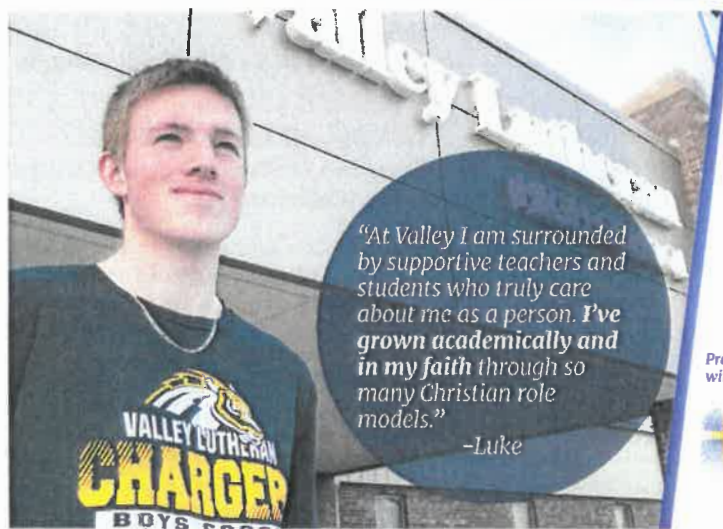 Valley Lutheran
"At Valley I am surrounded
by supportive teachers and
students who truly care
about me as a person. I've
grown academically and
in my faith through so
many Christian role
models."
–Luke
VALLEY LUTHERAN
CHARGER
BOYS